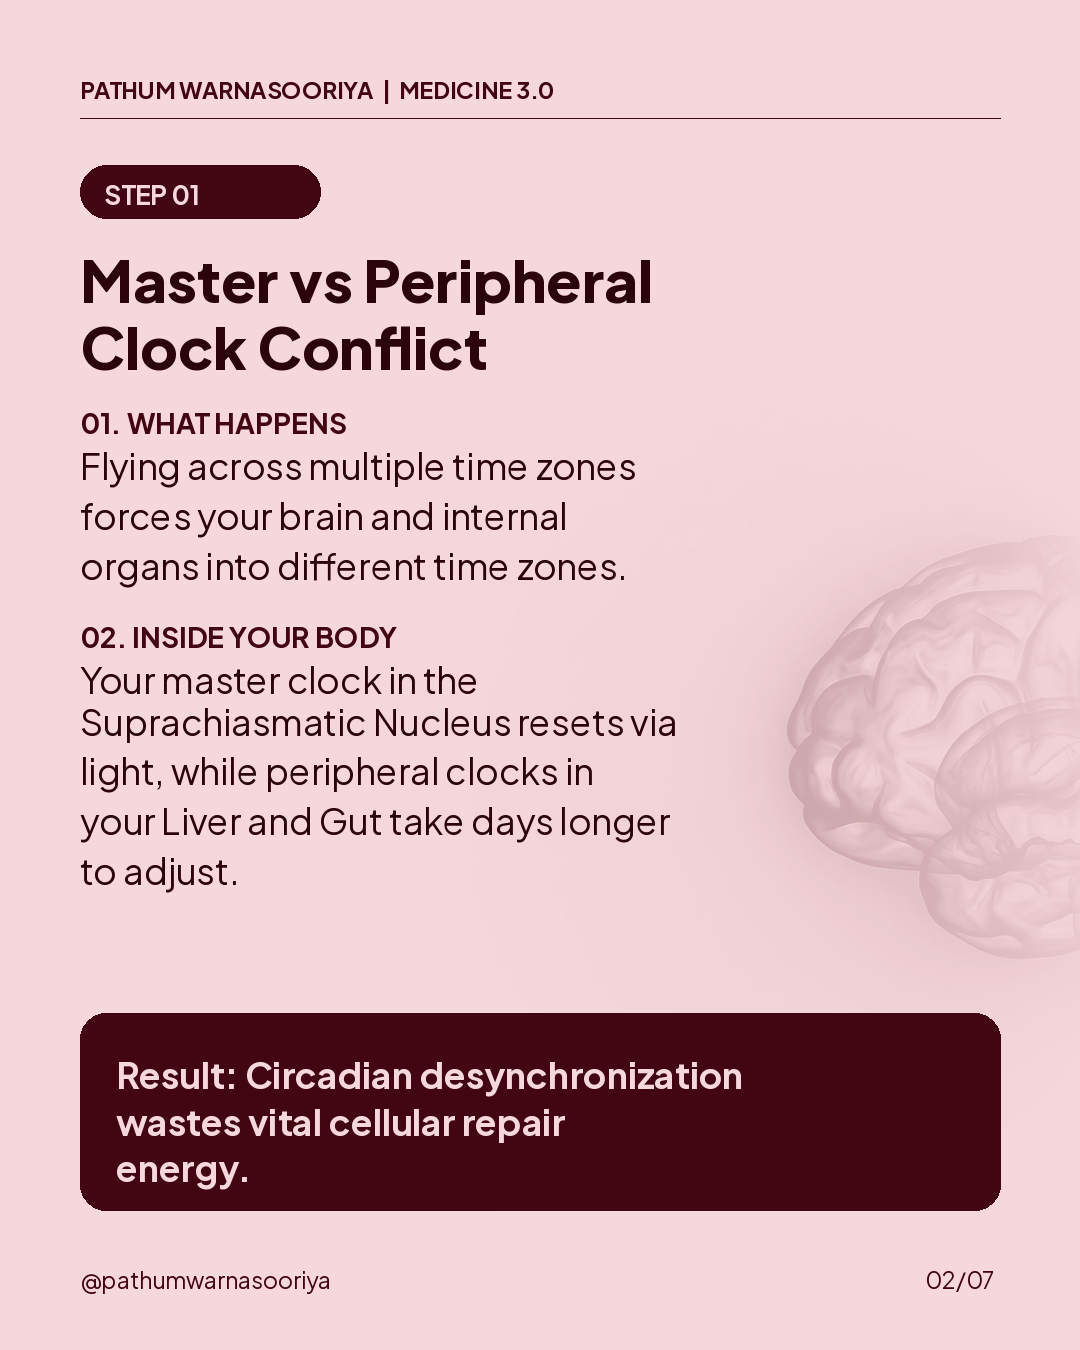 PATHUM WARNASOORIYA | MEDICINE 3.0
STEP 01
Master vs Peripheral
Clock Conflict
01. WHAT HAPPENS
Flying across multiple time zones
forces your brain and internal
organs into different time zones.
02. INSIDE YOUR BODY
Your master clock in the
Suprachiasmatic Nucleus resets via
light, while peripheral clocks in
your Liver and Gut take days longer
to adjust.
Result: Circadian desynchronization
wastes vital cellular repair
energy.
@pathumwarnasooriya
02/07